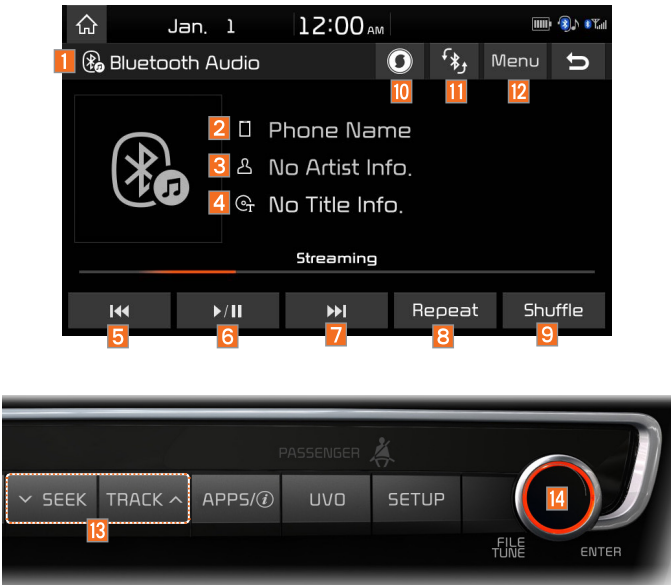 Jan. 1 12:00 AM
1 Bluetooth Audio Menu
10 11 12
2 Phone Name
3 No Artist Info.
4 No Title Info.
Streaming
Repeat Shuffle
5 6 7 8 9
PASSENGER
SEEK TRACK APPS/i UVO SETUP
13 14
FILE
TUNE ENTER